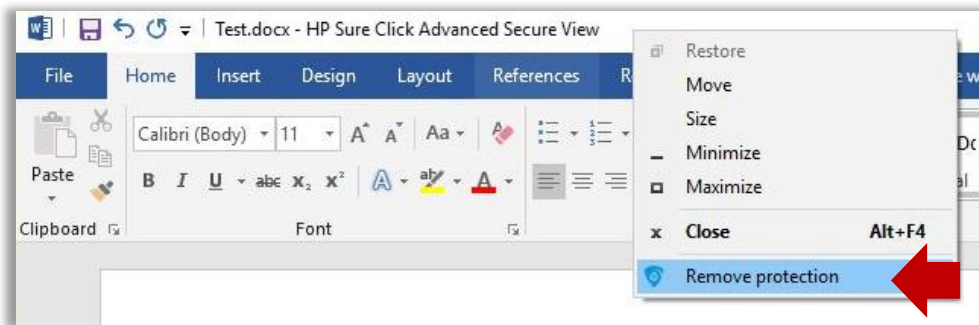 Test.docx - HP Sure Click Advanced Secure View
File Home Insert Design Layout References
Calibri (Body) 11 A A Aa
Paste B I U abc X₂ X² A aby A
Clipboard Font
Restore
Move
Size
Minimize
Maximize
x Close Alt+F4
Remove protection